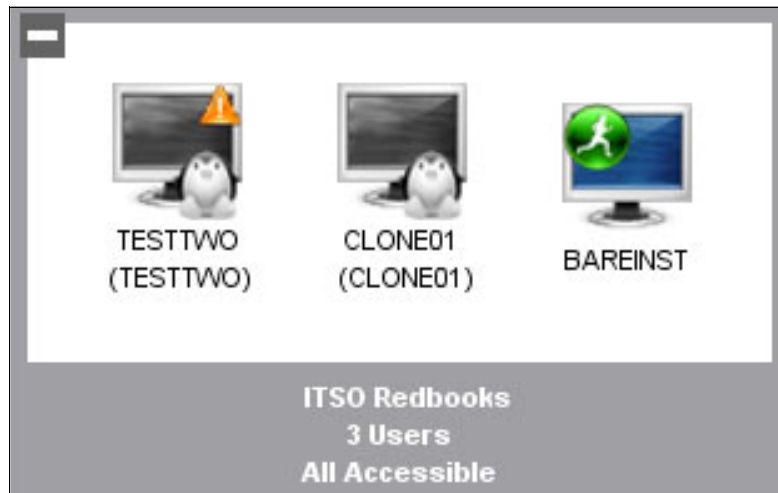 TESTTWO
(TESTTWO)
CLONE01
(CLONE01)
BAREINST
ITSO Redbooks
3 Users
All Accessible